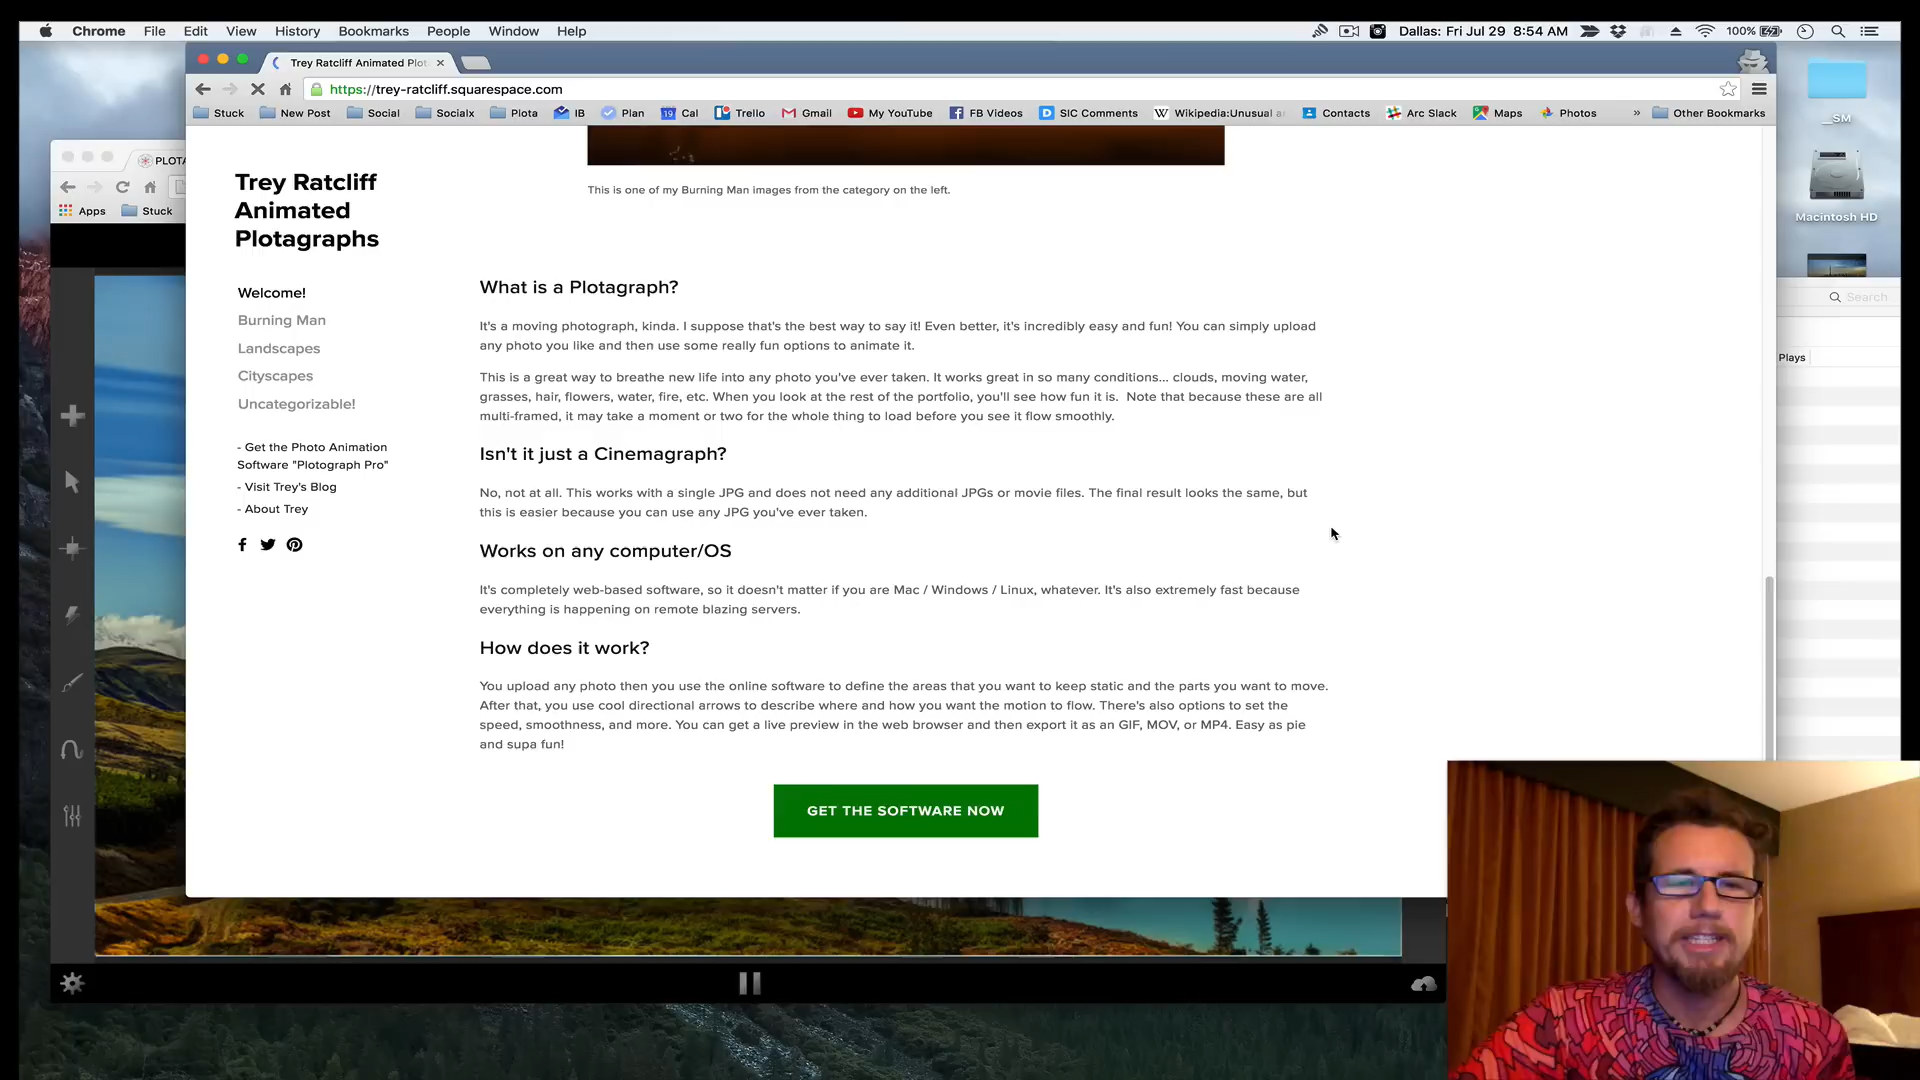 Chrome File Edit View History Bookmarks People Window Help
Dallas: Fri Jul 29 8:54 AM 100%
Trey Ratcliff Animated Plot
https://trey-ratcliff.squarespace.com
Stuck New Post Social Socialx Plota IB Plan 19 Cal Trello Gmail My YouTube FB Videos SIC Comments Wikipedia:Unusual a Contacts Arc Slack Maps Photos » Other Bookmarks
__SM
Macintosh HD
PLOTA
Apps Stuck
Search
Plays
Trey Ratcliff
Animated
Plotagraphs
Welcome!
Burning Man
Landscapes
Cityscapes
Uncategorizable!
- Get the Photo Animation
Software "Plotograph Pro"
- Visit Trey's Blog
- About Trey
This is one of my Burning Man images from the category on the left.
What is a Plotagraph?
It's a moving photograph, kinda. I suppose that's the best way to say it! Even better, it's incredibly easy and fun! You can simply upload
any photo you like and then use some really fun options to animate it.
This is a great way to breathe new life into any photo you've ever taken. It works great in so many conditions... clouds, moving water,
grasses, hair, flowers, water, fire, etc. When you look at the rest of the portfolio, you'll see how fun it is. Note that because these are all
multi-framed, it may take a moment or two for the whole thing to load before you see it flow smoothly.
Isn't it just a Cinemagraph?
No, not at all. This works with a single JPG and does not need any additional JPGs or movie files. The final result looks the same, but
this is easier because you can use any JPG you've ever taken.
Works on any computer/OS
It's completely web-based software, so it doesn't matter if you are Mac / Windows / Linux, whatever. It's also extremely fast because
everything is happening on remote blazing servers.
How does it work?
You upload any photo then you use the online software to define the areas that you want to keep static and the parts you want to move.
After that, you use cool directional arrows to describe where and how you want the motion to flow. There's also options to set the
speed, smoothness, and more. You can get a live preview in the web browser and then export it as an GIF, MOV, or MP4. Easy as pie
and supa fun!
GET THE SOFTWARE NOW